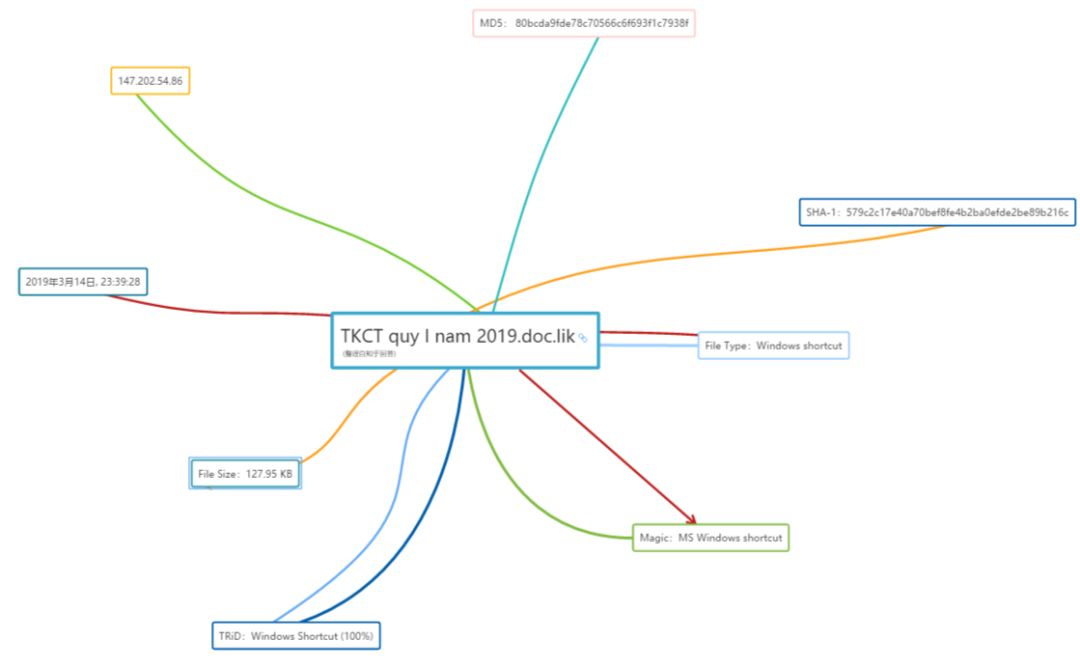 MD5: 80bcda9fde78c70566c6f693f1c7938f
147.202.54.86
SHA-1: 579c2c17e40a70bef8fe4b2ba0efde2be89b216c
2019年3月14日, 23:39:28
TKCT quy I nam 2019.doc.lik
File Type: Windows shortcut
File Size: 127.95 KB
Magic: MS Windows shortcut
TRiD: Windows Shortcut (100%)